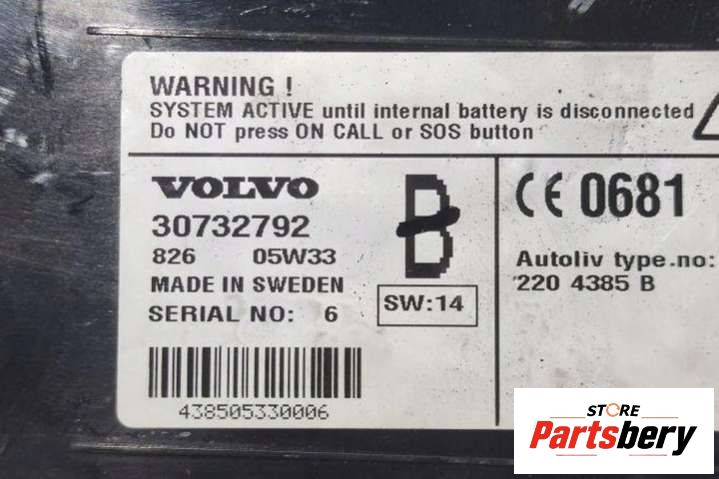 WARNING !
SYSTEM ACTIVE until internal battery is disconnected
Do NOT press ON CALL or SOS button
VOLVO
30732792
826 05W33
MADE IN SWEDEN
SERIAL NO: 6
B
SW:14
438505330006
CE 0681
Autoliv type.no:
220 4385 B
STORE
Partsbery